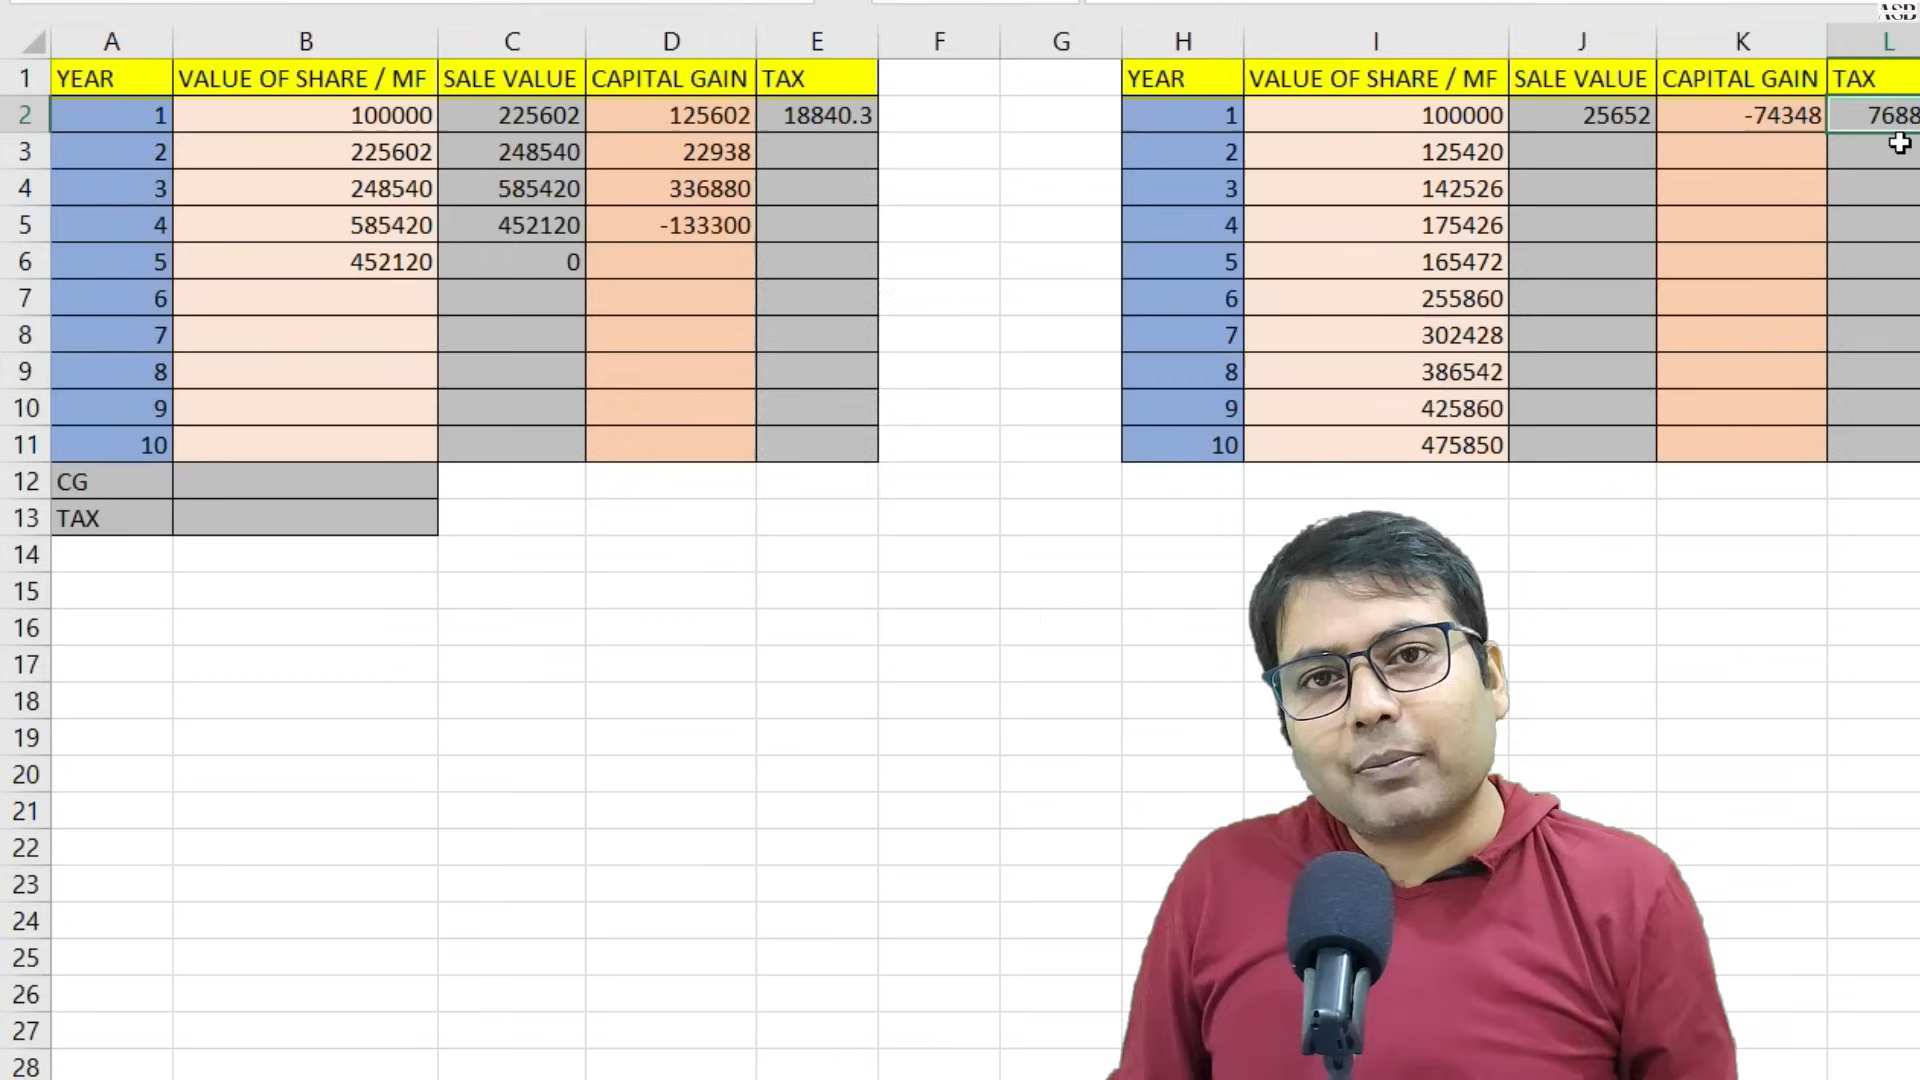 ASB
A B C D E F G H I J K L
1 YEAR VALUE OF SHARE / MF SALE VALUE CAPITAL GAIN TAX YEAR VALUE OF SHARE / MF SALE VALUE CAPITAL GAIN TAX
2 1 100000 225602 125602 18840.3 1 100000 25652 -74348 7688
3 2 225602 248540 22938 2 125420
4 3 248540 585420 336880 3 142526
5 4 585420 452120 -133300 4 175426
6 5 452120 0 5 165472
7 6 6 255860
8 7 7 302428
9 8 8 386542
10 9 9 425860
11 10 10 475850
12 CG
13 TAX
14
15
16
17
18
19
20
21
22
23
24
25
26
27
28